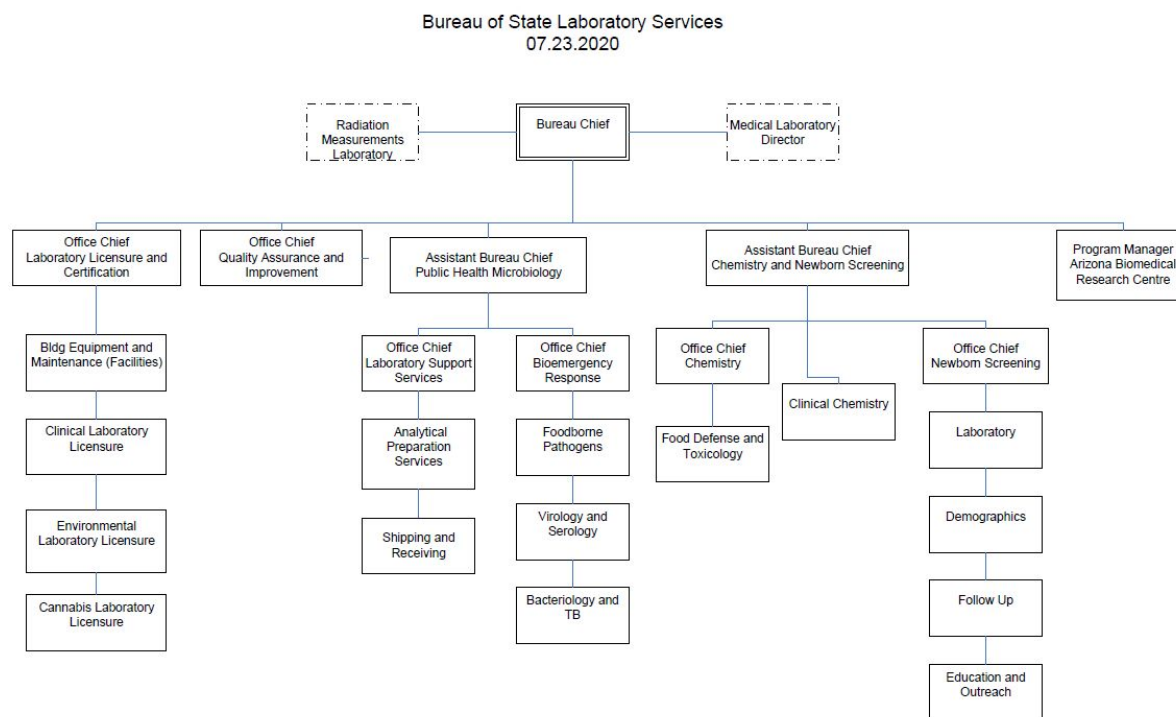 Bureau of State Laboratory Services
07.23.2020
Radiation
Measurements
Laboratory
Bureau Chief
Medical Laboratory
Director
Office Chief
Laboratory Licensure and
Certification
Office Chief
Quality Assurance and
Improvement
Assistant Bureau Chief
Public Health Microbiology
Assistant Bureau Chief
Chemistry and Newborn Screening
Program Manager
Arizona Biomedical
Research Centre
Bldg Equipment and
Maintenance (Facilities)
Clinical Laboratory
Licensure
Environmental
Laboratory Licensure
Cannabis Laboratory
Licensure
Office Chief
Laboratory Support
Services
Analytical
Preparation
Services
Shipping and
Receiving
Office Chief
Bioemergency
Response
Foodborne
Pathogens
Virology and
Serology
Bacteriology and
TB
Office Chief
Chemistry
Food Defense and
Toxicology
Clinical Chemistry
Office Chief
Newborn Screening
Laboratory
Demographics
Follow Up
Education and
Outreach